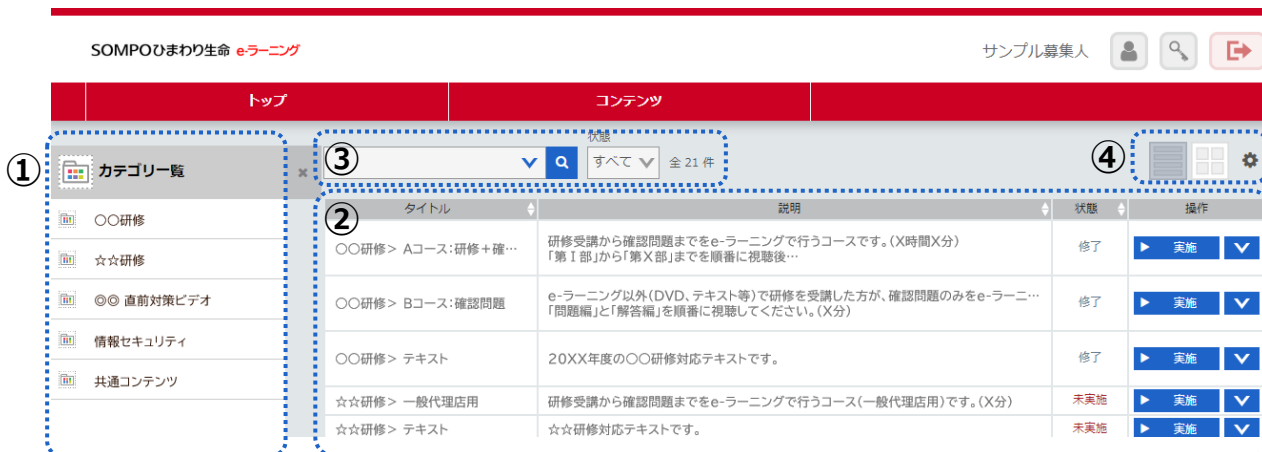 SOMPOひまわり生命 e-ラーニング
サンプル募集人
トップ
コンテンツ
①
カテゴリ一覧
×
○○研修
☆☆研修
◎◎ 直前対策ビデオ
情報セキュリティ
共通コンテンツ
③
状態
すべて
全 21 件
④
②
タイトル
説明
状態
操作
○○研修> Aコース:研修+確…
研修受講から確認問題までをe-ラーニングで行うコースです。(X時間X分)
「第Ⅰ部」から「第X部」までを順番に視聴後…
修了
実施
○○研修> Bコース:確認問題
e-ラーニング以外(DVD、テキスト等)で研修を受講した方が、確認問題のみをe-ラーニ…
「問題編」と「解答編」を順番に視聴してください。(X分)
修了
実施
○○研修> テキスト
20XX年度の○○研修対応テキストです。
修了
実施
☆☆研修> 一般代理店用
研修受講から確認問題までをe-ラーニングで行うコース(一般代理店用)です。(X分)
未実施
実施
☆☆研修> テキスト
☆☆研修対応テキストです。
未実施
実施